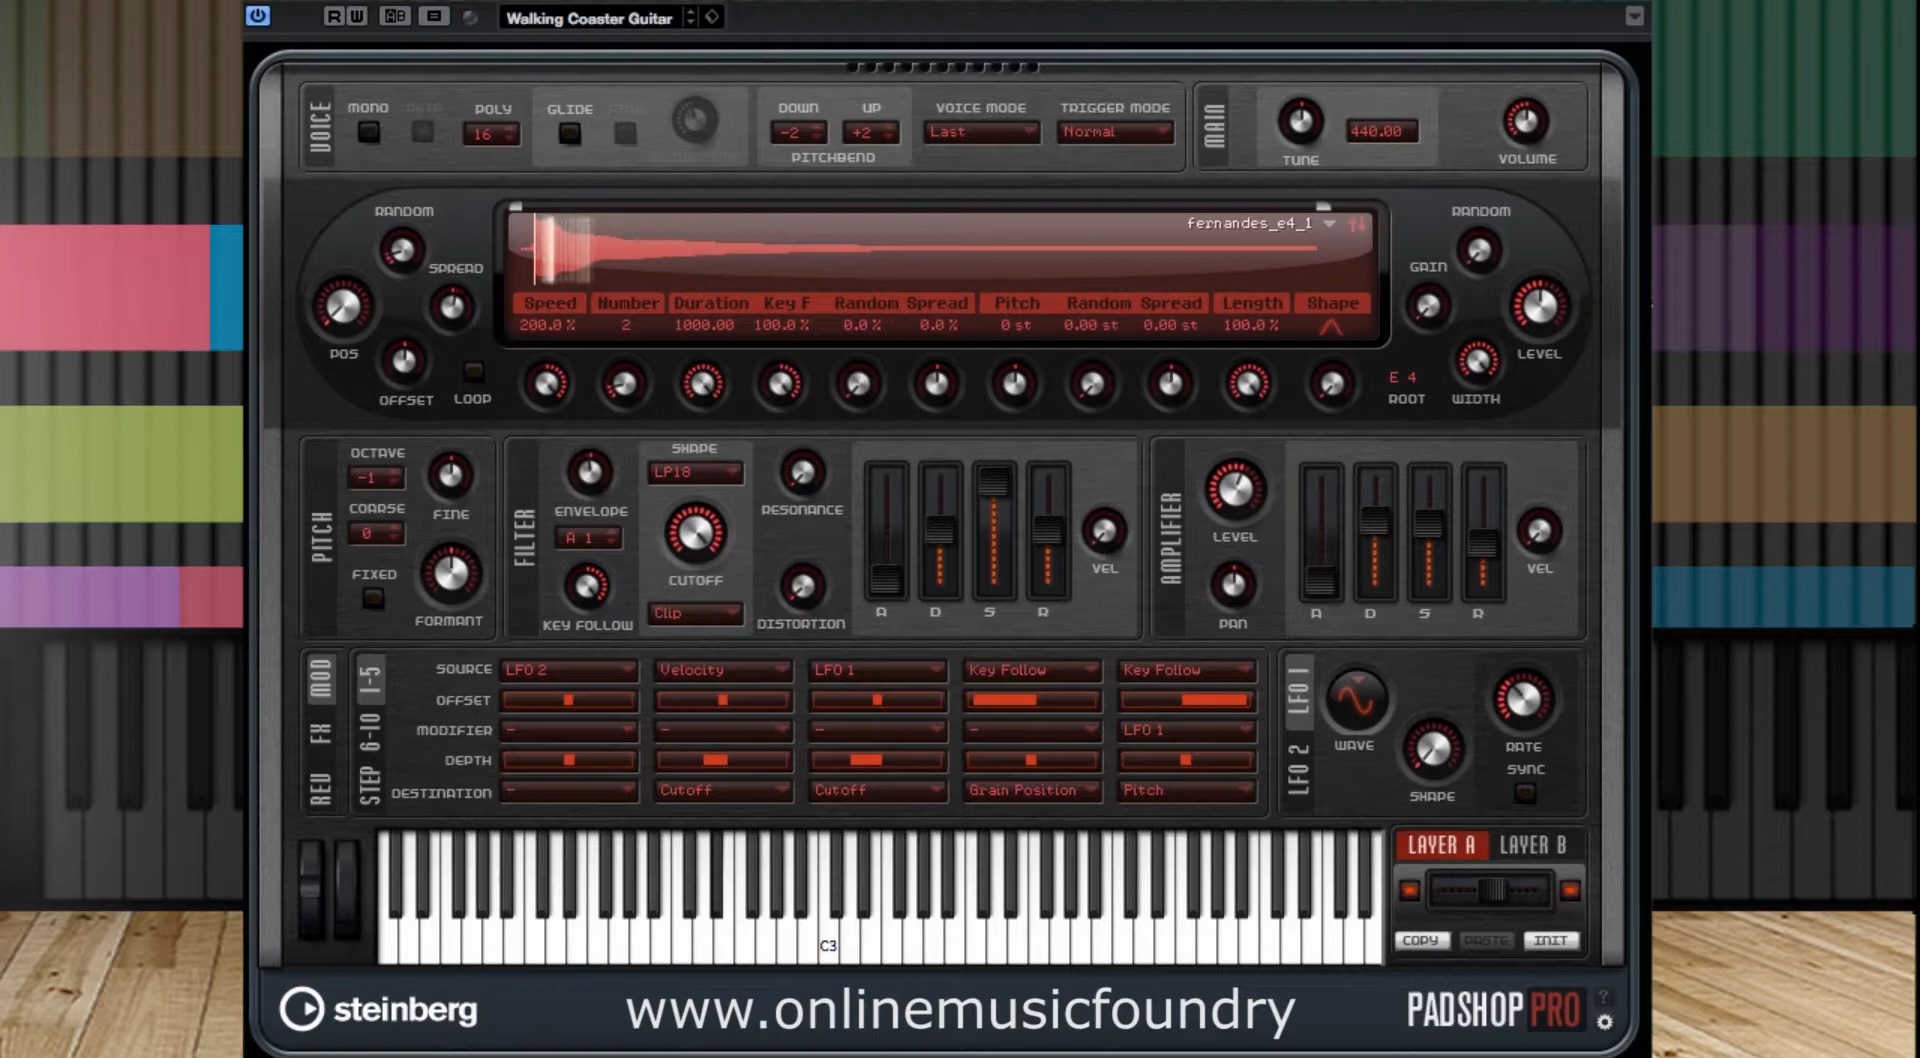 R W AB = Walking Coaster Guitar
VOICE MONO RETR POLY GLIDE FING DOWN UP VOICE MODE TRIGGER MODE MAIN
16 -2 +2 Last Normal 440.00
PITCHBEND TUNE VOLUME
RANDOM fernandes_e4_1 RANDOM
SPREAD GAIN
Speed Number Duration Key F Random Spread Pitch Random Spread Length Shape
200.0 % 2 1000.00 100.0 % 0.0 % 0.0 % 0 st 0.00 st 0.00 st 100.0 %
POS LEVEL
OFFSET LOOP E 4 ROOT WIDTH
PITCH OCTAVE -1 FINE
COARSE 0
FIXED FORMANT
FILTER ENVELOPE A 1 KEY FOLLOW
SHAPE LP18 CUTOFF Clip
RESONANCE DISTORTION
A D S R VEL
AMPLIFIER LEVEL PAN
A D S R VEL
MOD FX REV
1-5 6-10 STEP
SOURCE LFO 2 Velocity LFO 1 Key Follow Key Follow
OFFSET
MODIFIER - - - - LFO 1
DEPTH
DESTINATION - Cutoff Cutoff Grain Position Pitch
LFO 1 LFO 2 WAVE SHAPE RATE SYNC
C3
LAYER A LAYER B
COPY PASTE INIT
steinberg www.onlinemusicfoundry PADSHOP PRO ?